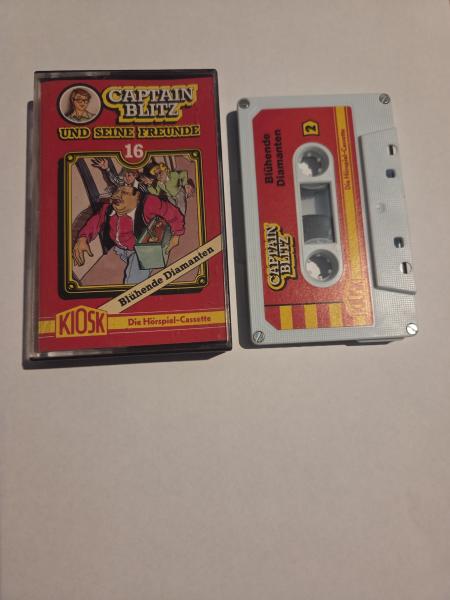 CAPTAIN
BLITZ
UND SEINE FREUNDE
16
Blühende Diamanten
KIOSK
Die Hörspiel-Cassette
CAPTAIN
BLITZ
Blühende
Diamanten
2
Die Hörspiel-Cassette